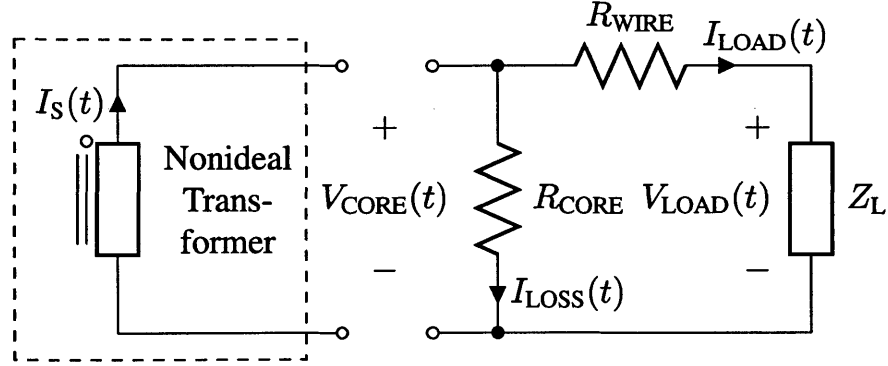 R_WIRE
I_LOAD(t)
I_S(t)
+
+
Nonideal
Trans-
former
V_CORE(t)
R_CORE
V_LOAD(t)
Z_L
−
−
I_LOSS(t)